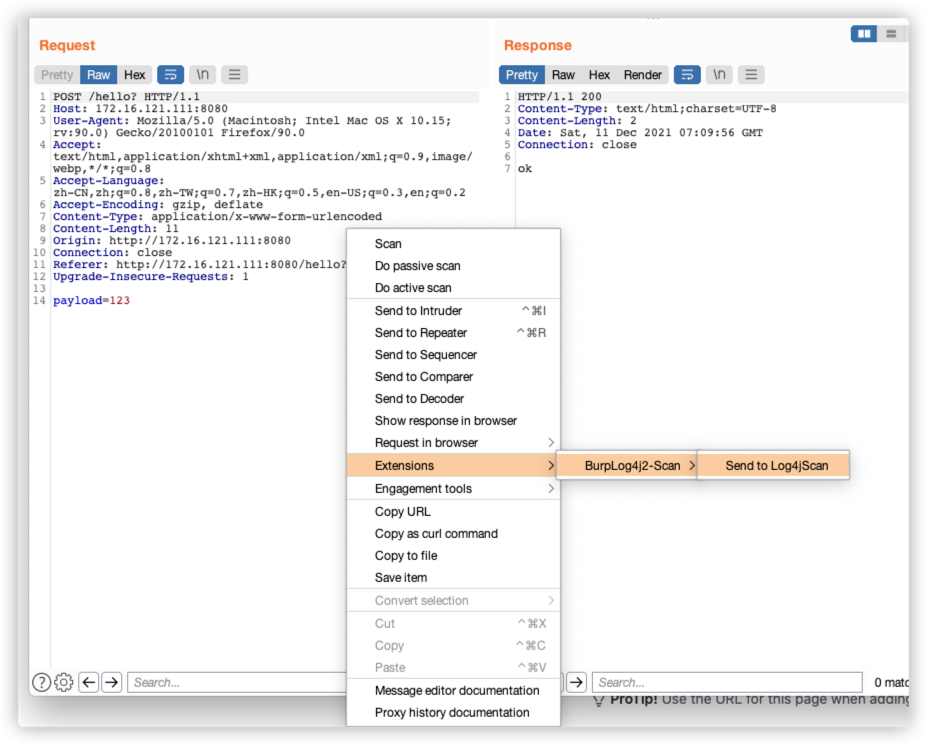 Request
Response
Pretty Raw Hex \n
Pretty Raw Hex Render \n
1 POST /hello? HTTP/1.1
2 Host: 172.16.121.111:8080
3 User-Agent: Mozilla/5.0 (Macintosh; Intel Mac OS X 10.15;
rv:90.0) Gecko/20100101 Firefox/90.0
4 Accept:
text/html,application/xhtml+xml,application/xml;q=0.9,image/
webp,*/*;q=0.8
5 Accept-Language:
zh-CN,zh;q=0.8,zh-TW;q=0.7,zh-HK;q=0.5,en-US;q=0.3,en;q=0.2
6 Accept-Encoding: gzip, deflate
7 Content-Type: application/x-www-form-urlencoded
8 Content-Length: 11
9 Origin: http://172.16.121.111:8080
10 Connection: close
11 Referer: http://172.16.121.111:8080/hello?
12 Upgrade-Insecure-Requests: 1
13
14 payload=123
1 HTTP/1.1 200
2 Content-Type: text/html;charset=UTF-8
3 Content-Length: 2
4 Date: Sat, 11 Dec 2021 07:09:56 GMT
5 Connection: close
6
7 ok
Scan
Do passive scan
Do active scan
Send to Intruder ^⌘I
Send to Repeater ^⌘R
Send to Sequencer
Send to Comparer
Send to Decoder
Show response in browser
Request in browser
Extensions
BurpLog4j2-Scan
Send to Log4jScan
Engagement tools
Copy URL
Copy as curl command
Copy to file
Save item
Convert selection
Cut ^⌘X
Copy ^⌘C
Paste ^⌘V
Message editor documentation
Proxy history documentation
Search...
Search...
0 matc
ProTip! Use the URL for this page when adding